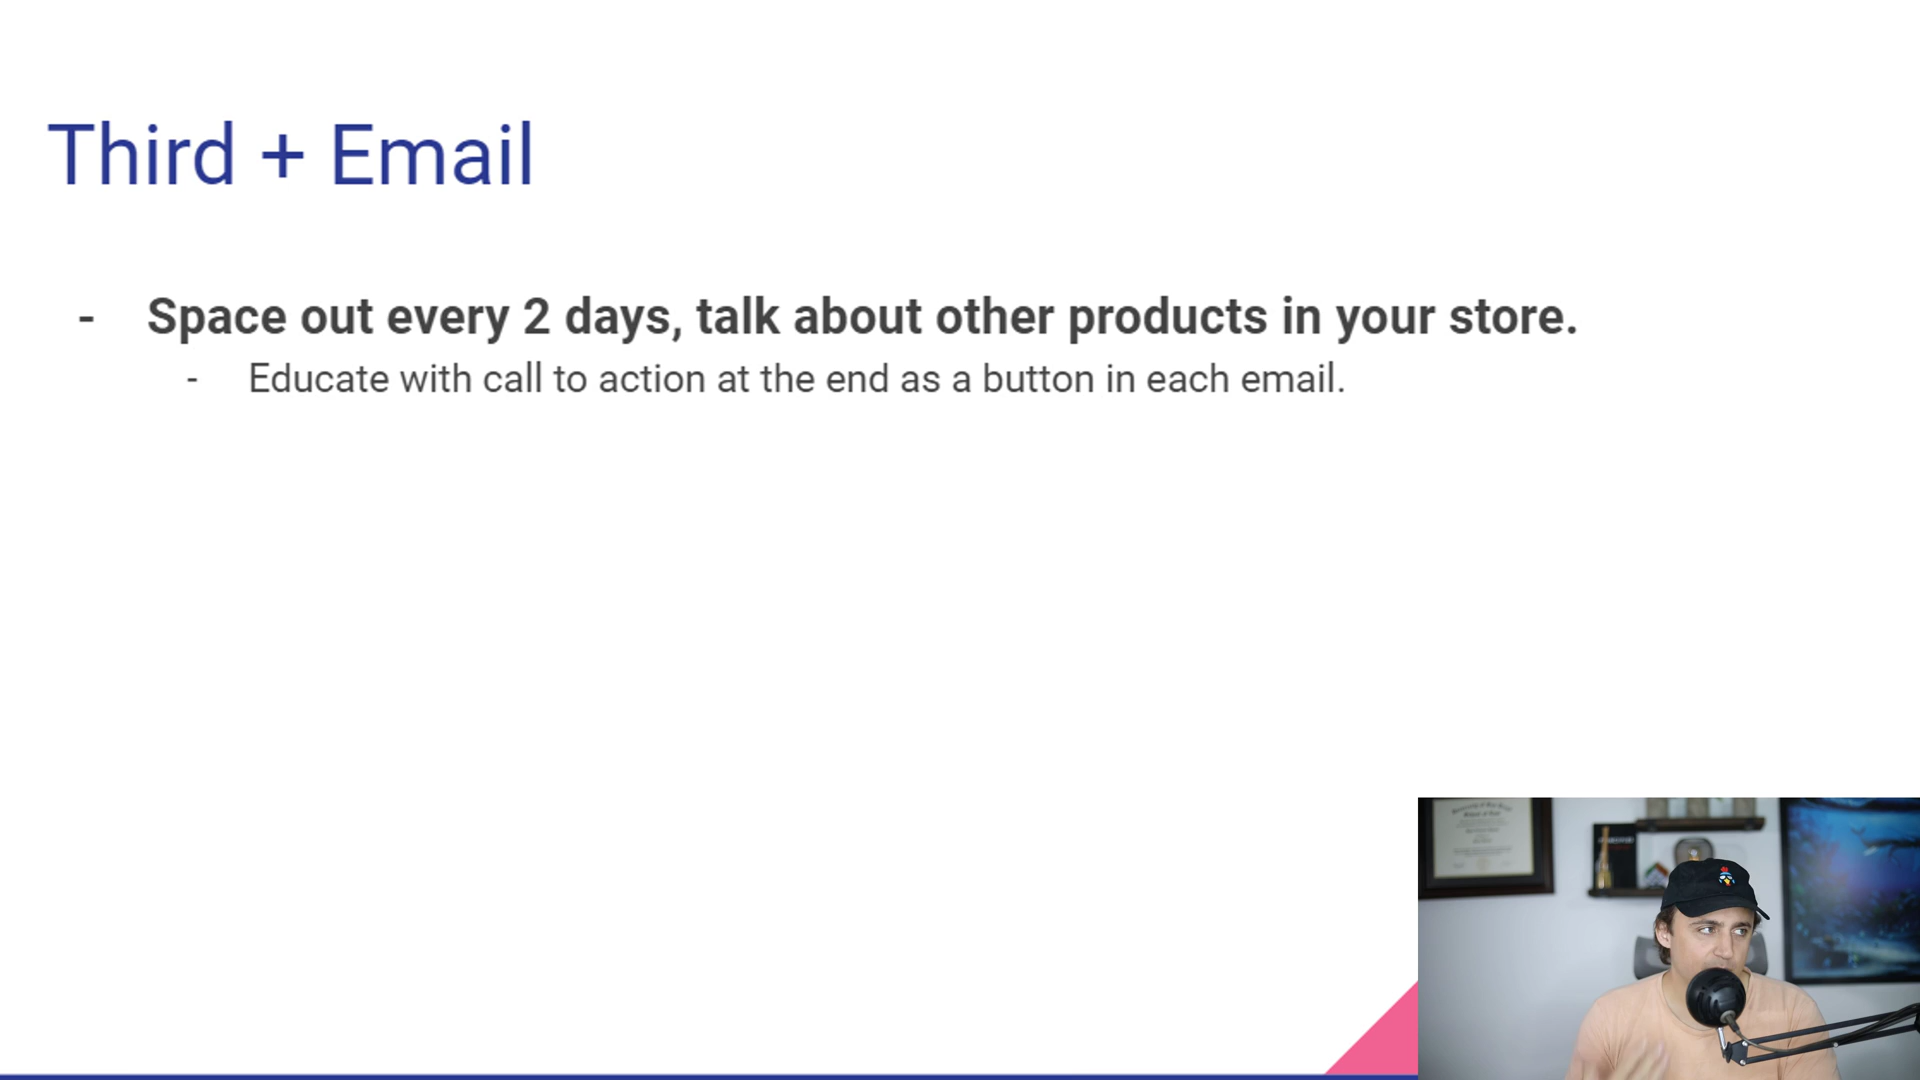 Third + Email
- Space out every 2 days, talk about other products in your store.
- Educate with call to action at the end as a button in each email.